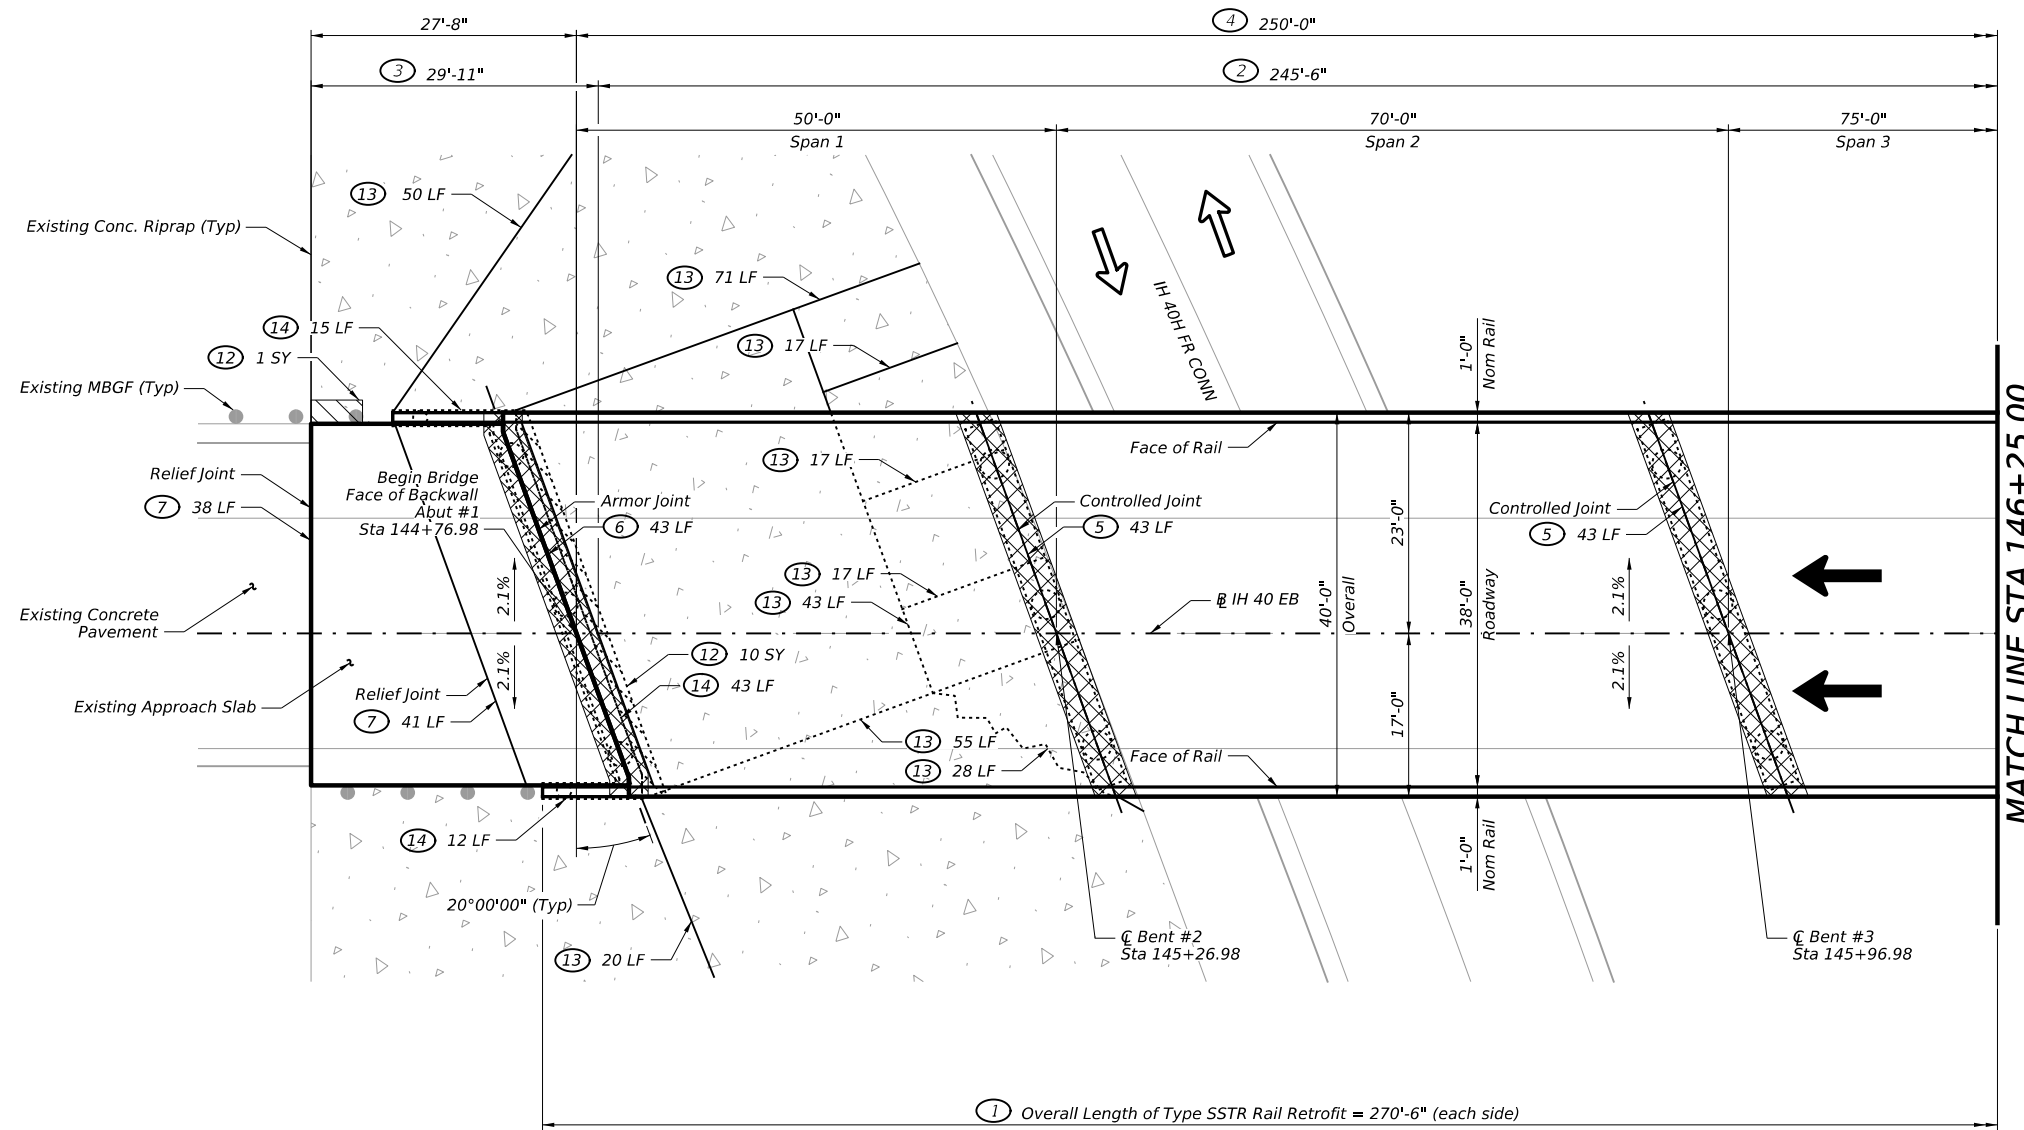 27'-8"
4 250'-0"
3 29'-11"
2 245'-6"
50'-0"
Span 1
70'-0"
Span 2
75'-0"
Span 3
13 50 LF
Existing Conc. Riprap (Typ)
13 71 LF
IH 40H FR CONN
14 15 LF
12 1 SY
13 17 LF
1'-0"
Nom Rail
Existing MBGF (Typ)
MATCH LINE STA 146+25.00
Face of Rail
13 17 LF
Relief Joint
7 38 LF
Begin Bridge
Face of Backwall
Abut #1
Sta 144+76.98
Armor Joint
6 43 LF
Controlled Joint
5 43 LF
Controlled Joint
5 43 LF
23'-0"
2.1%
13 17 LF
13 43 LF
40'-0"
Overall
38'-0"
Roadway
2.1%
Existing Concrete
Pavement
℞ IH 40 EB
2.1%
12 10 SY
14 43 LF
2.1%
Existing Approach Slab
Relief Joint
7 41 LF
17'-0"
13 55 LF
13 28 LF
Face of Rail
14 12 LF
1'-0"
Nom Rail
20°00'00" (Typ)
13 20 LF
℄ Bent #2
Sta 145+26.98
℄ Bent #3
Sta 145+96.98
1 Overall Length of Type SSTR Rail Retrofit = 270'-6" (each side)